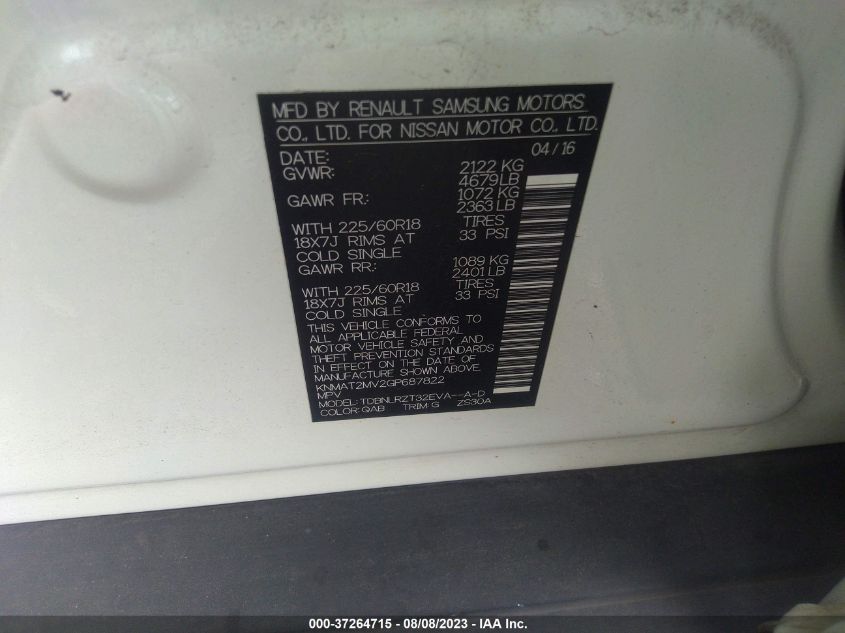 MFD BY RENAULT SAMSUNG MOTORS
CO., LTD. FOR NISSAN MOTOR CO., LTD.
DATE: 04/16
GVWR: 2122 KG
4679LB
GAWR FR: 1072 KG
2363 LB
WITH 225/60R18 TIRES
18X7J RIMS AT 33 PSI
COLD SINGLE
GAWR RR: 1089 KG
2401 LB
WITH 225/60R18 TIRES
18X7J RIMS AT 33 PSI
COLD SINGLE
THIS VEHICLE CONFORMS TO
ALL APPLICABLE FEDERAL
MOTOR VEHICLE SAFETY AND
THEFT PREVENTION STANDARDS
IN EFFECT ON THE DATE OF
MANUFACTURE SHOWN ABOVE.
KNMAT2MV2GP687822
MPV
MODEL: TDBNLRZT32EVA--A-D
COLOR: QAB TRIM: G ZS30A
000-37264715 - 08/08/2023 - IAA Inc.